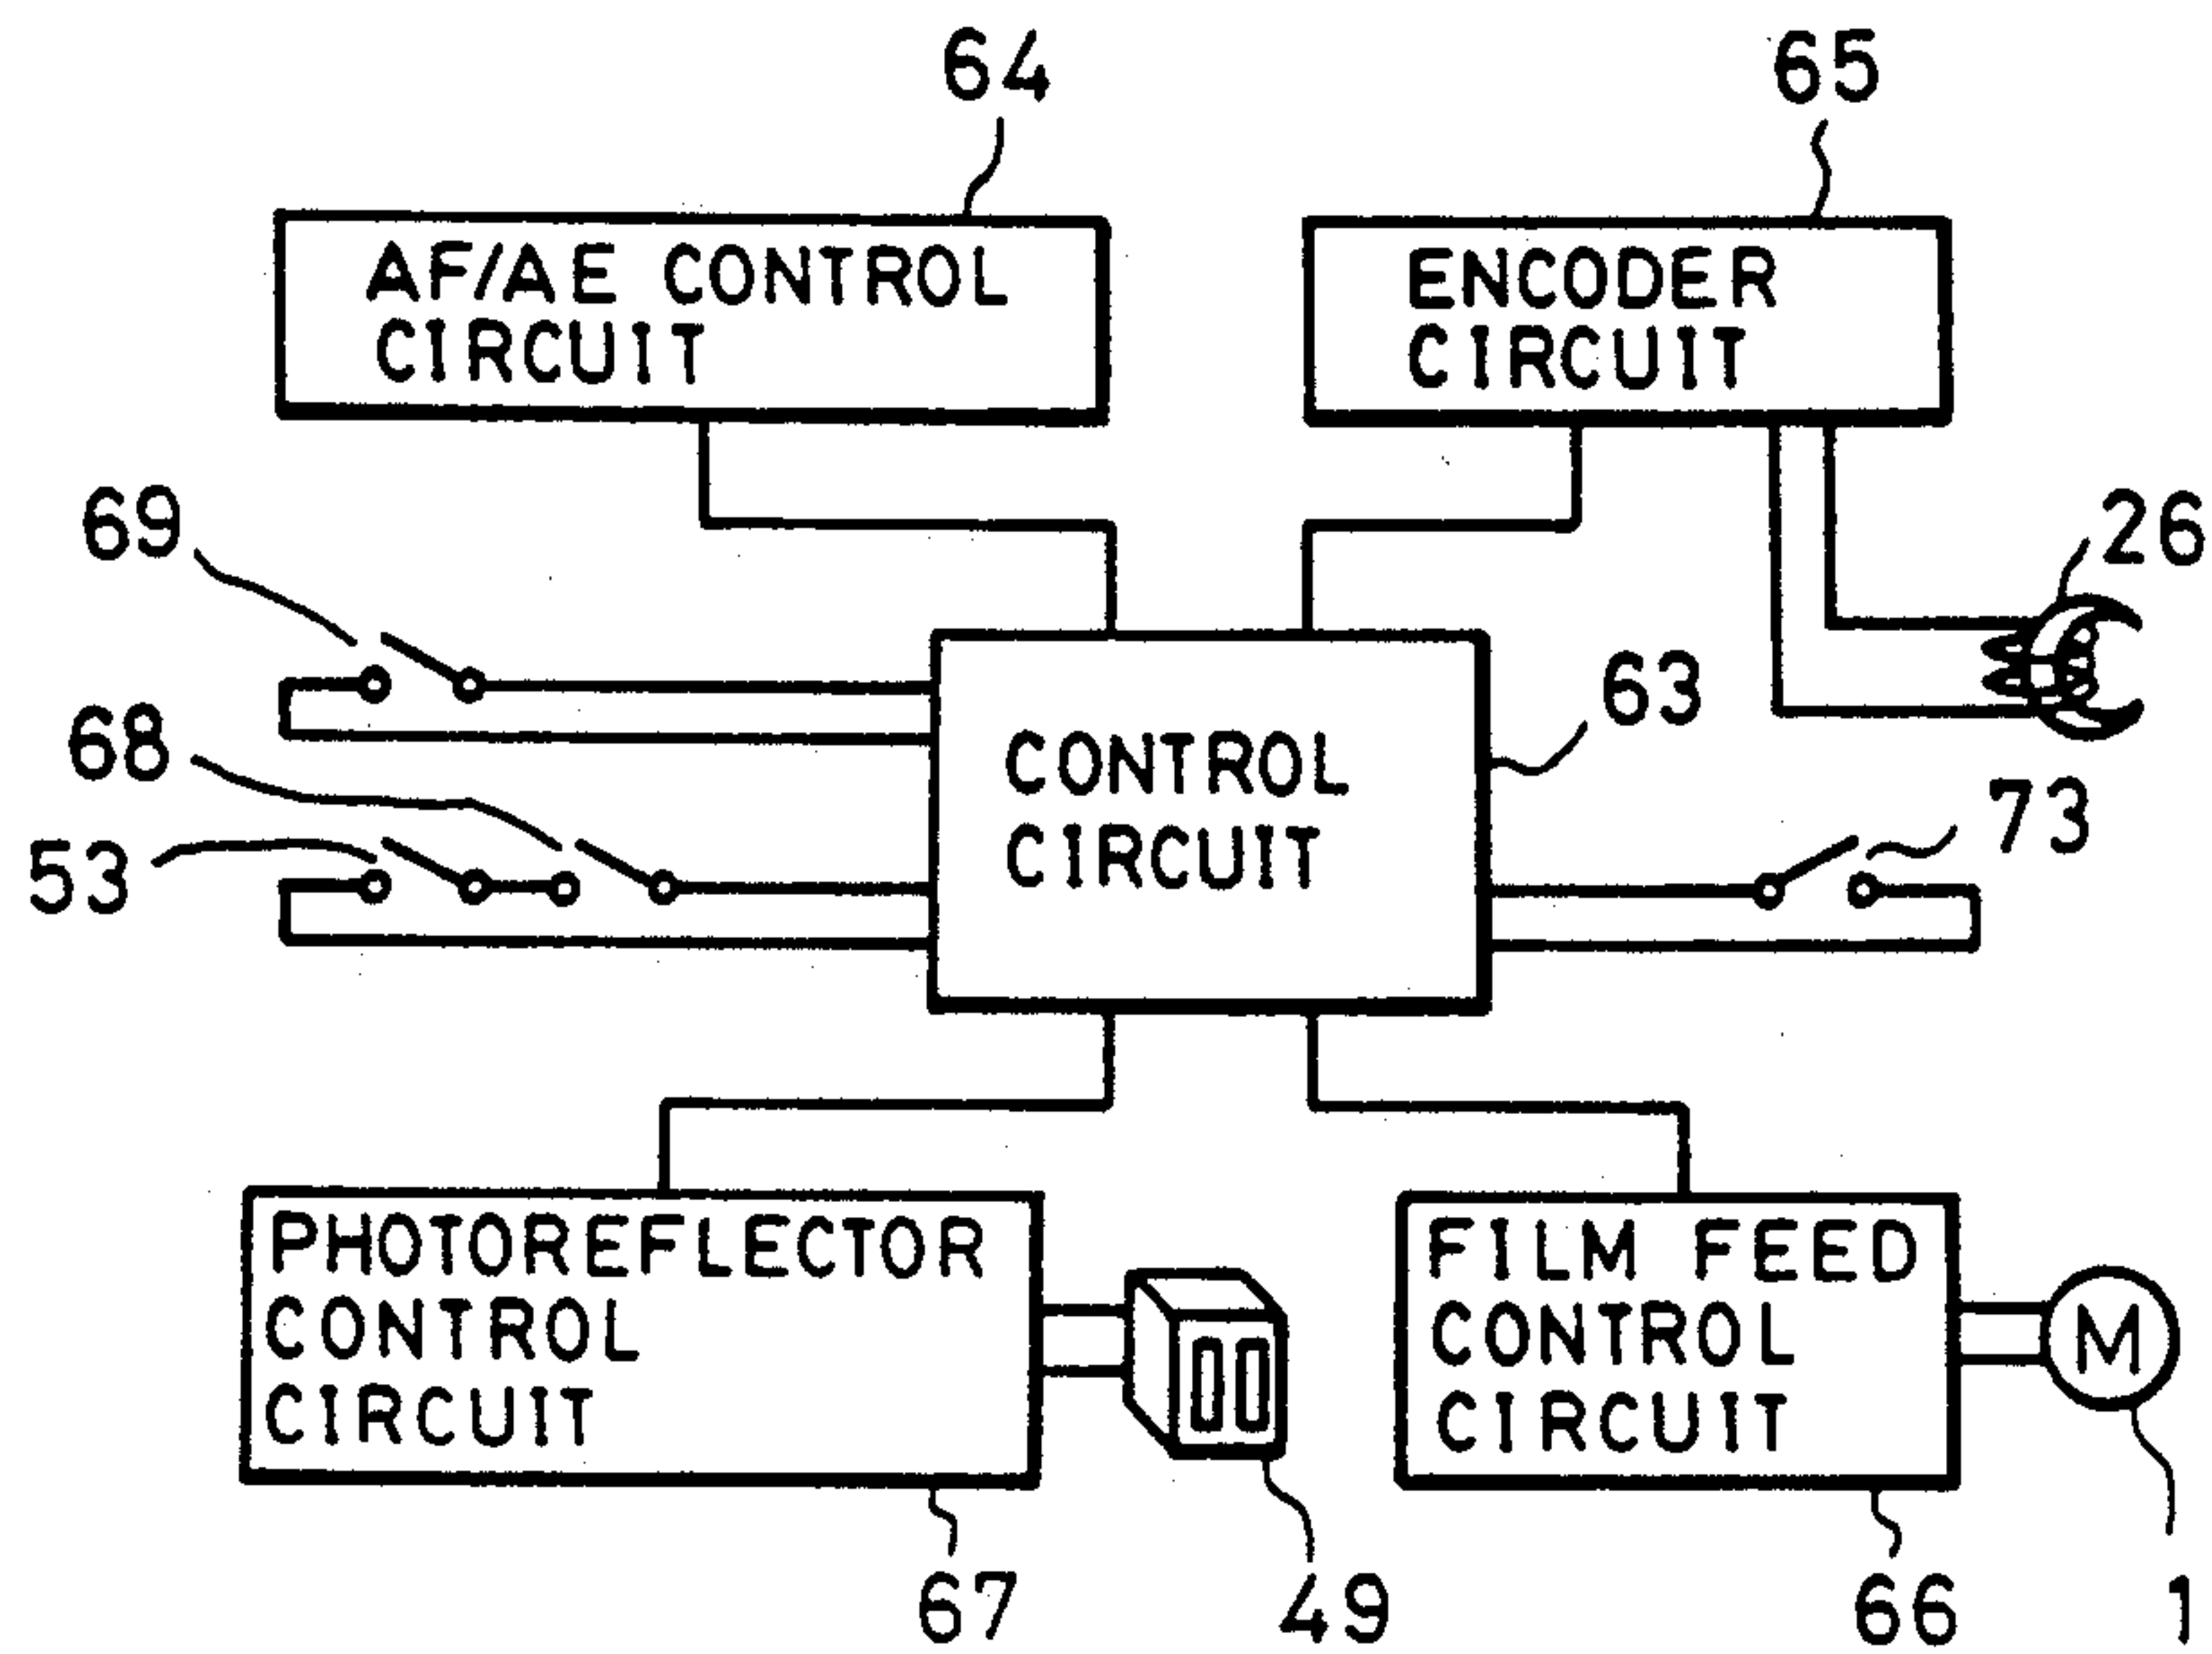 64
65
AF/AE CONTROL
CIRCUIT
ENCODER
CIRCUIT
69
26
68
63
CONTROL
CIRCUIT
53
73
PHOTOREFLECTOR
CONTROL
CIRCUIT
FILM FEED
CONTROL
CIRCUIT
M
67
49
66
1